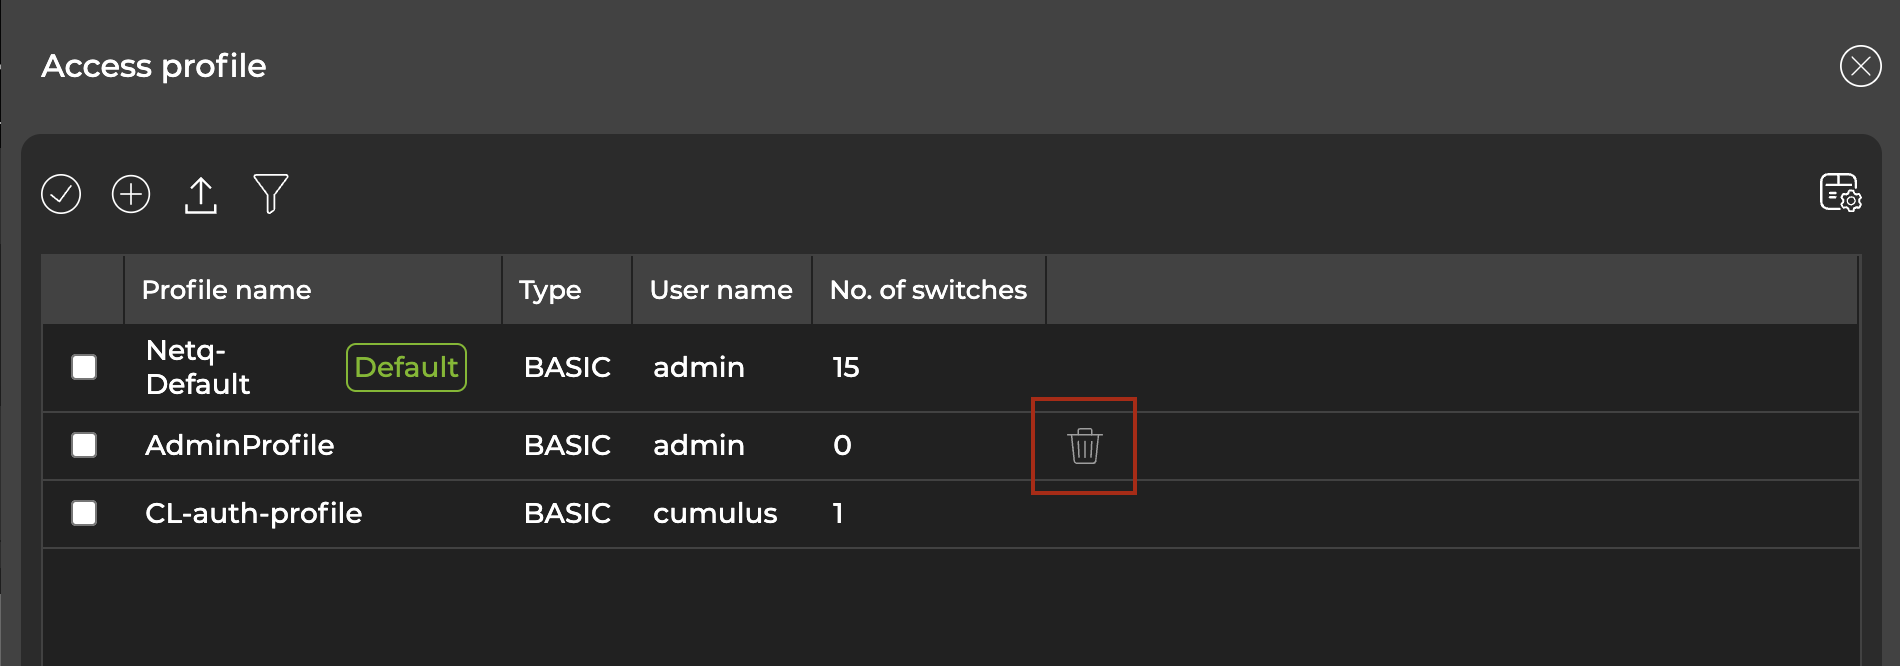 Access profile
Profile name Type User name No. of switches
Netq-
Default Default BASIC admin 15
AdminProfile BASIC admin 0
CL-auth-profile BASIC cumulus 1